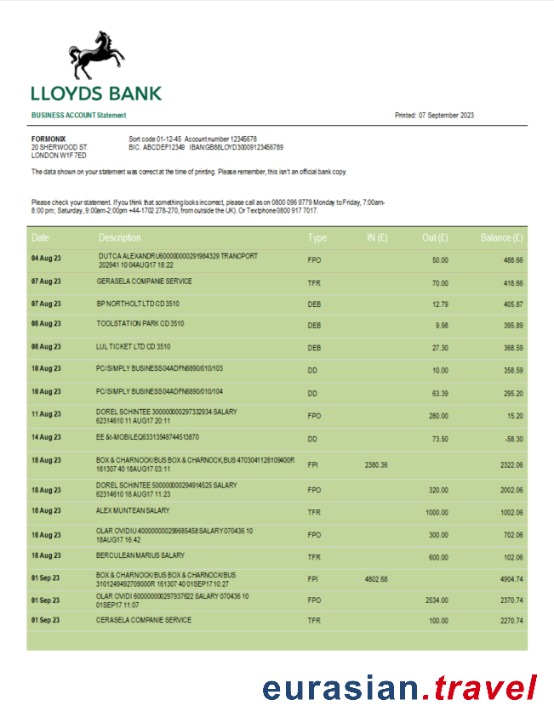 LLOYDS BANK
BUSINESS ACCOUNT Statement Printed: 07 September 2023
FORMONIX Sort code 01-12-45 Account number 12345678
20 SHERWOOD ST. BIC: ABCDEF12349 IBAN:GB88LOYD30009123456789
LONDON W1F7ED
The data shown on your statement was correct at the time of printing. Please remember, this isn't an official bank copy.
Please check your statement. If you think that something looks incorrect, please call as on 0800 096 9779 Monday to Friday, 7:00am-
8:00 pm; Saturday, 9:00am-2:00pm +44-1702 278-270, from outside the UK). Or Textphone 0800 917 7017.
Date Description Type IN (£) Out (£) Balance (£)
04 Aug 23 DUTCA ALEXANDRU600000000291984329 TRANCPORT FPO 50.00 488.66
202941 10 04AUG17 18:22
07 Aug 23 GERASELA COMPANIE SERVICE TFR 70.00 418.66
07 Aug 23 BP NORTHOLT LTD CD 3510 DEB 12.79 405.87
08 Aug 23 TOOLSTATION PARK CD 3510 DEB 9.98 395.89
08 Aug 23 LUL TICKET LTD CD 3510 DEB 27.30 368.59
10 Aug 23 PC/SIMPLY BUSINESS04ADFN6890/010/103 DD 10.00 358.59
10 Aug 23 PC/SIMPLY BUSINESS04ADFN6890/010/104 DD 63.39 295.20
11 Aug 23 DOREL SCHINTEE 300000000297332934 SALARY FPO 280.00 15.20
62314610 11 AUG17 20:11
14 Aug 23 EE &t-MOBILEQ63313548744513870 DD 73.50 -58.30
18 Aug 23 BOX & CHARNOCK/BUS BOX & CHARNOCK,BUS 4703041128109400R FPI 2380.36 2322.06
161307 40 18AUG17 03:11
18 Aug 23 DOREL SCHINTEE 500000000294914525 SALARY FPO 320.00 2002.06
62314610 18 AUG17 11:23
18 Aug 23 ALEX MUNTEAN SALARY TFR 1000.00 1002.06
18 Aug 23 OLAR OVIDIU 400000000299685458 SALARY 070436 10 FPO 300.00 702.06
18AUG17 16:42
18 Aug 23 BERCULEAN MARIUS SALARY TFR 600.00 102.06
01 Sep 23 BOX & CHARNOCK/BUS BOX & CHARNOCK/BUS FPI 4802.68 4904.74
3101249492709000R 161307 40 01SEP17 10:27
01 Sep 23 OLAR OVIDI 600000000297937622 SALARY 070436 10 FPO 2534.00 2370.74
01SEP17 11:07
01 Sep 23 CERASELA COMPANIE SERVICE TFR 100.00 2270.74
eurasian.travel